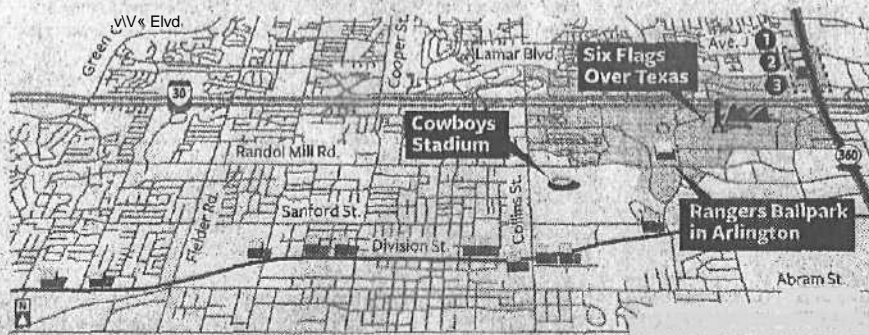 Green
v\V« Elvd.
Cooper St.
Lamar Blvd.
Ave. J
1
2
3
Six Flags
Over Texas
30
Cowboys
Stadium
Randol Mill Rd.
360
Fielder Rd.
Sanford St.
Collins St.
Rangers Ballpark
in Arlington
Division St.
Abram St.
N